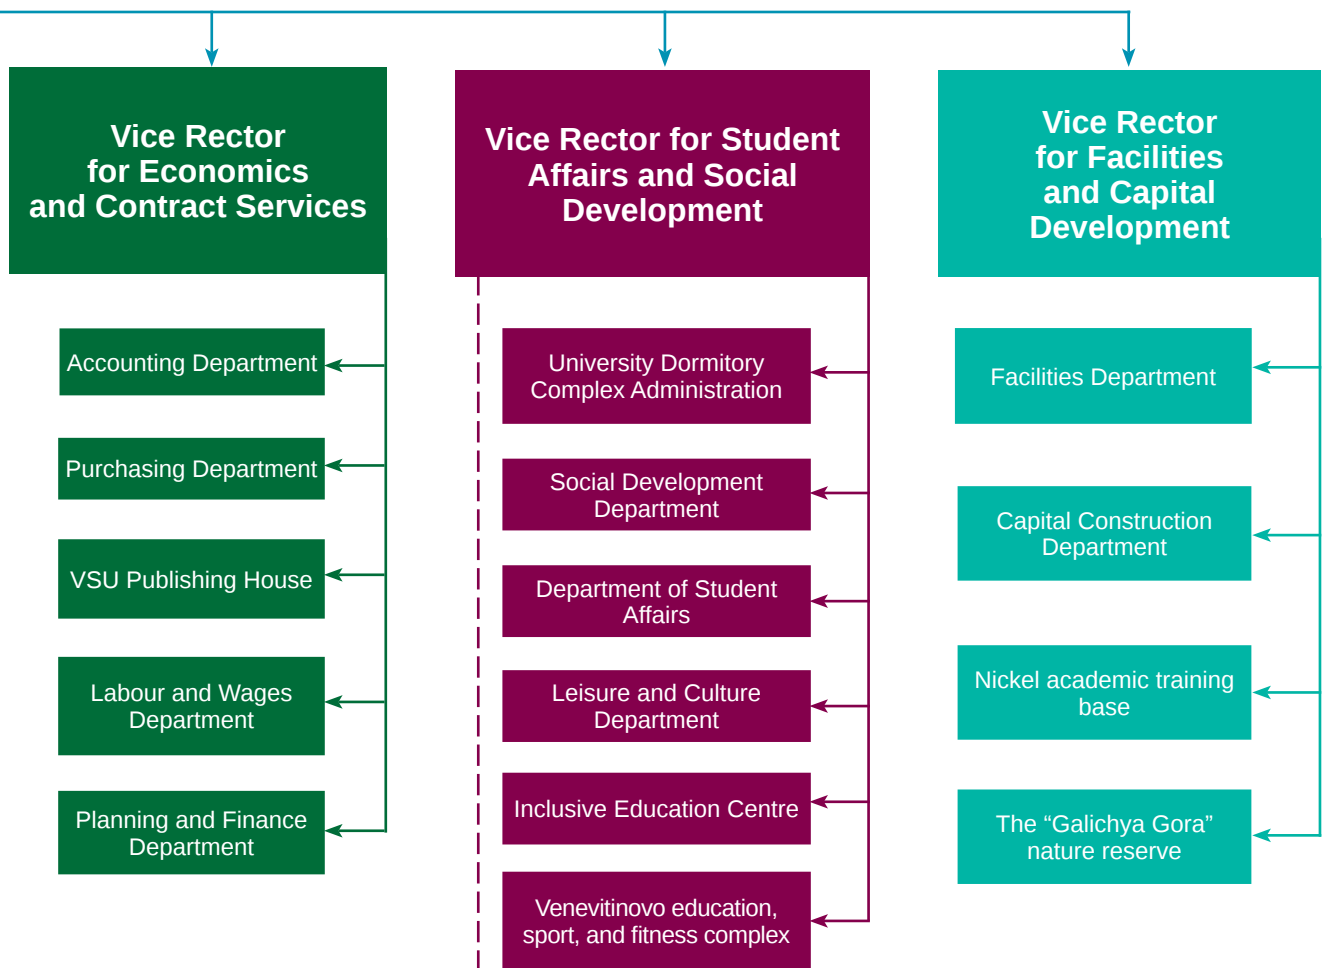 Vice Rector
for Economics
and Contract Services
Accounting Department
Purchasing Department
VSU Publishing House
Labour and Wages
Department
Planning and Finance
Department
Vice Rector for Student
Affairs and Social
Development
University Dormitory
Complex Administration
Social Development
Department
Department of Student
Affairs
Leisure and Culture
Department
Inclusive Education Centre
Venevitinovo education,
sport, and fitness complex
Vice Rector
for Facilities
and Capital
Development
Facilities Department
Capital Construction
Department
Nickel academic training
base
The “Galichya Gora”
nature reserve